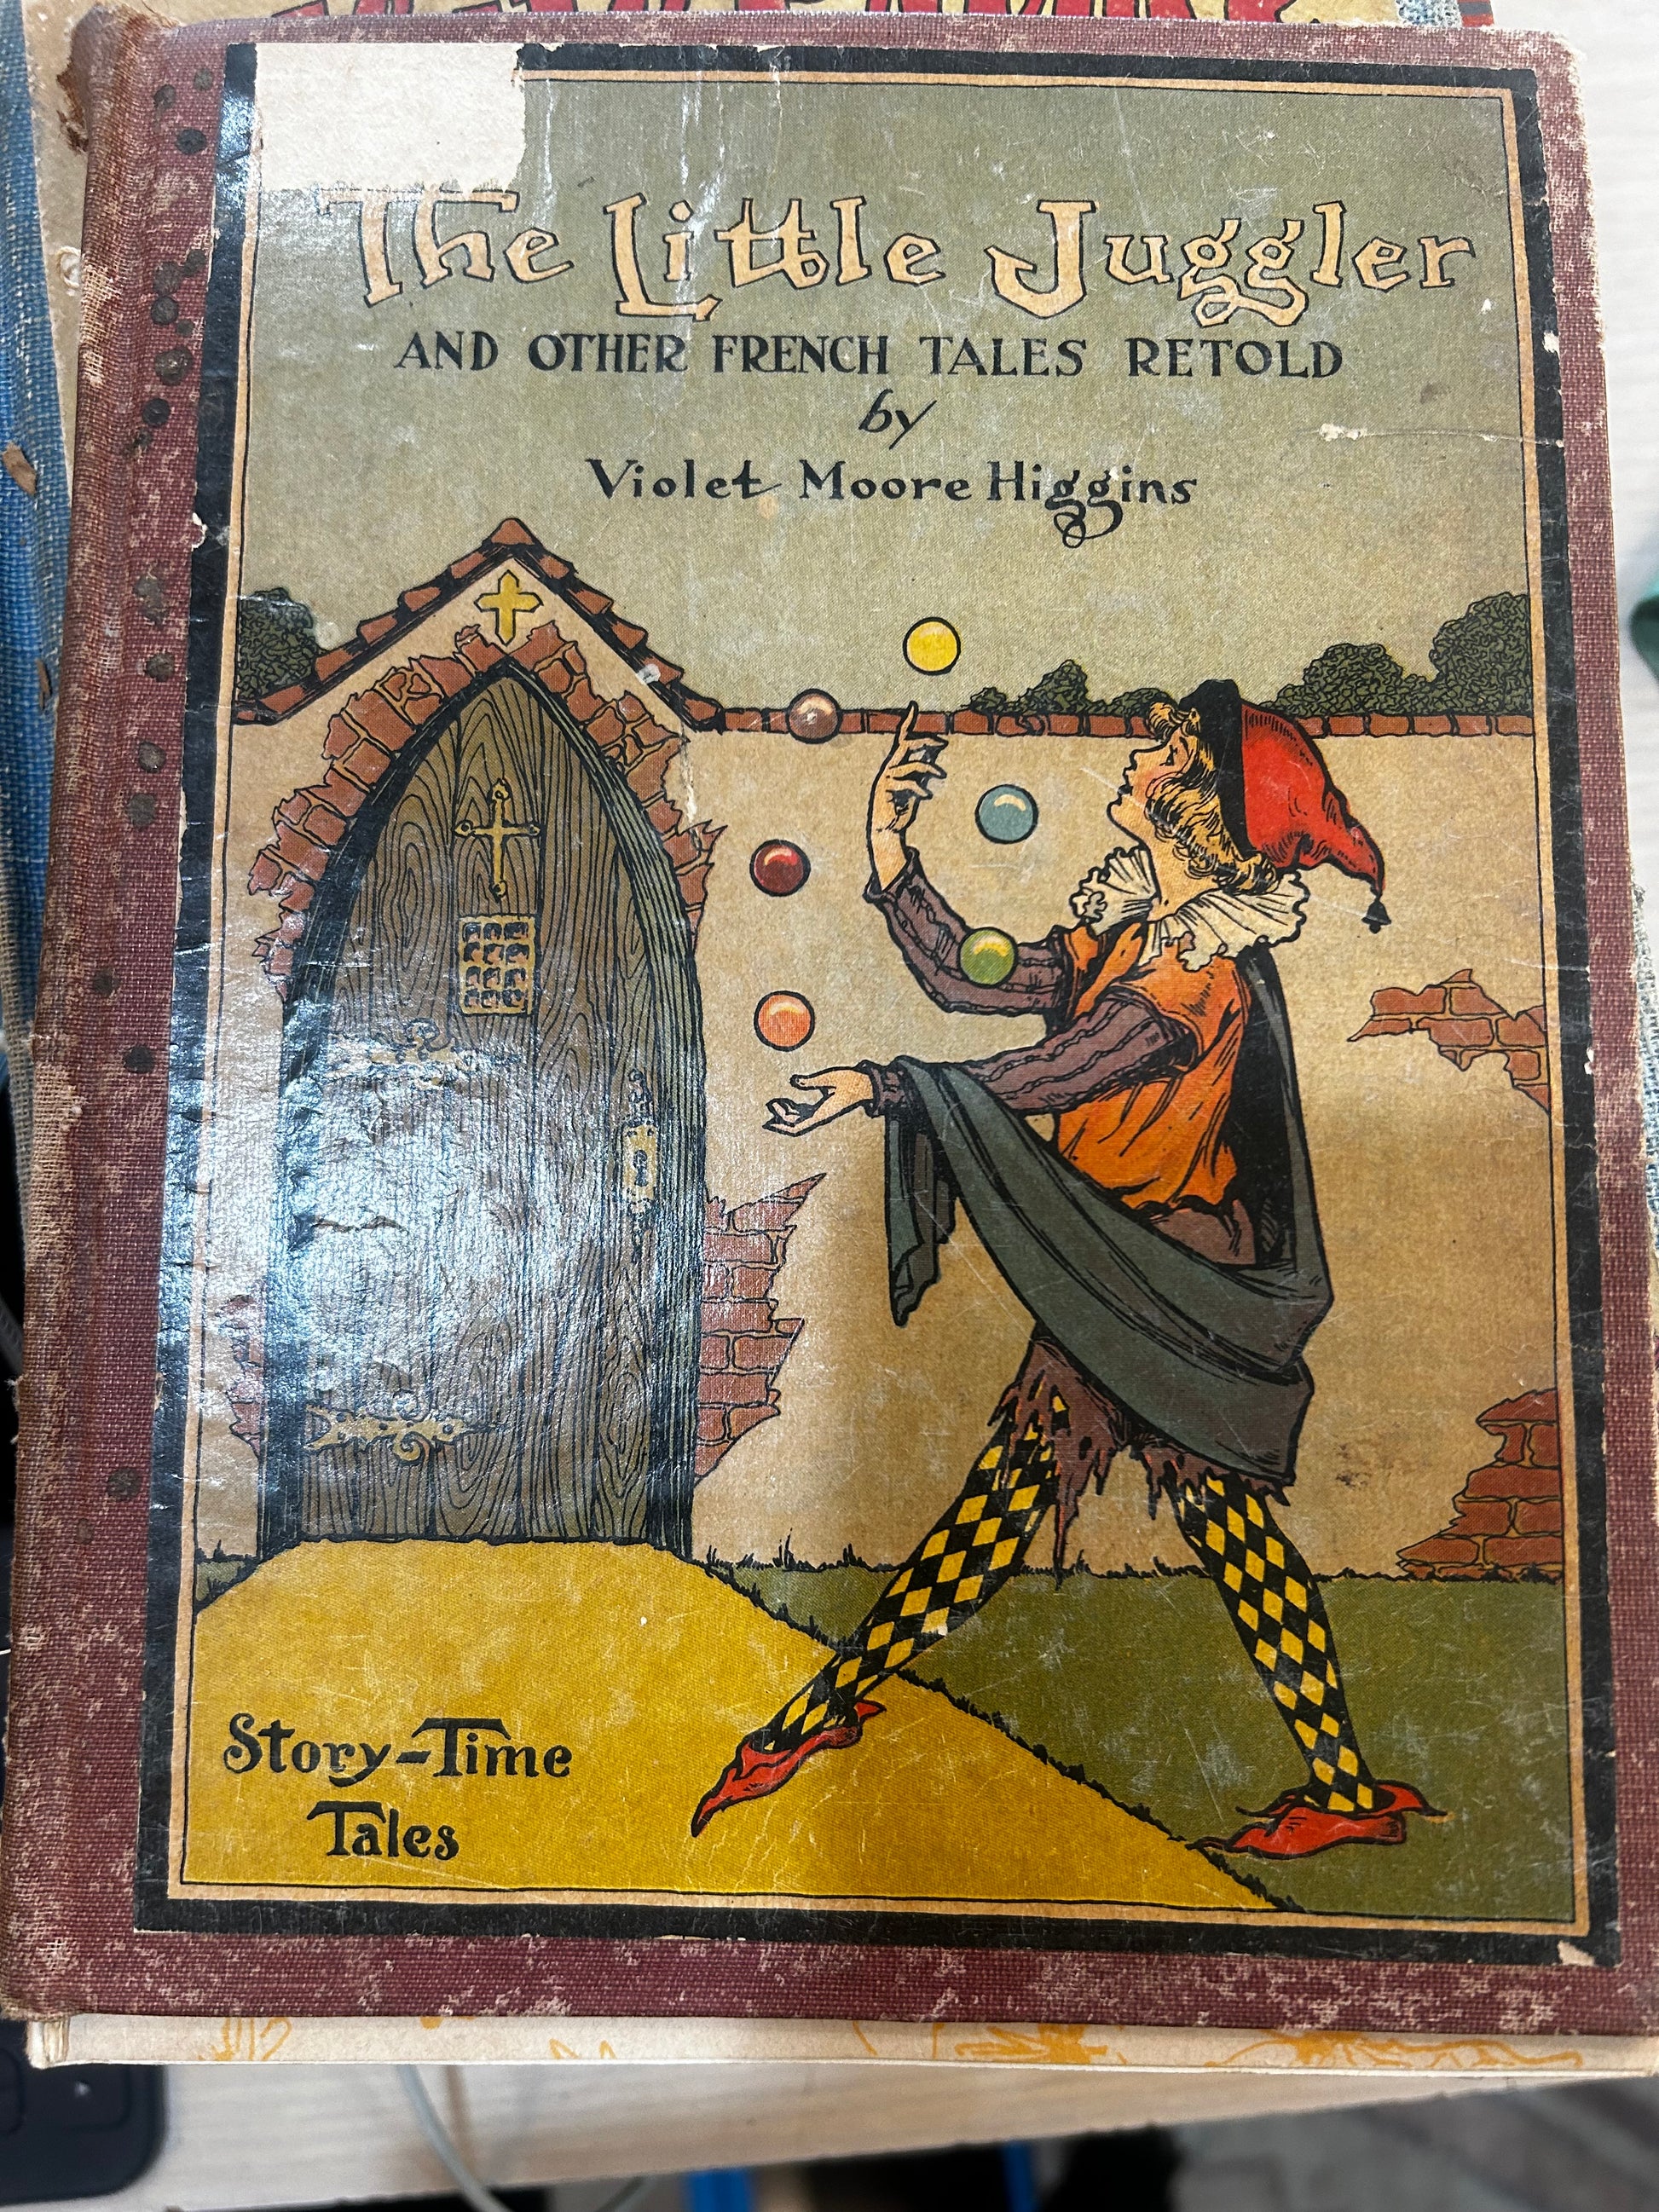 The Little Juggler
AND OTHER FRENCH TALES RETOLD
by
Violet Moore Higgins
Story-Time
Tales